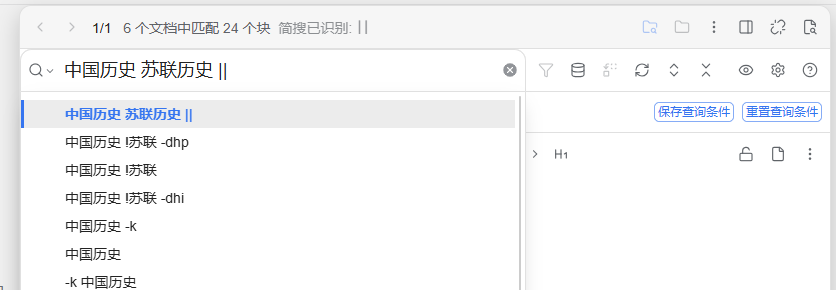 1/1 6 个文档中匹配 24 个块 简搜已识别: ||
中国历史 苏联历史 ||
中国历史 苏联历史 ||
保存查询条件 重置查询条件
中国历史 !苏联 -dhp
H1
中国历史 !苏联
中国历史 !苏联 -dhi
中国历史 -k
中国历史
-k 中国历史